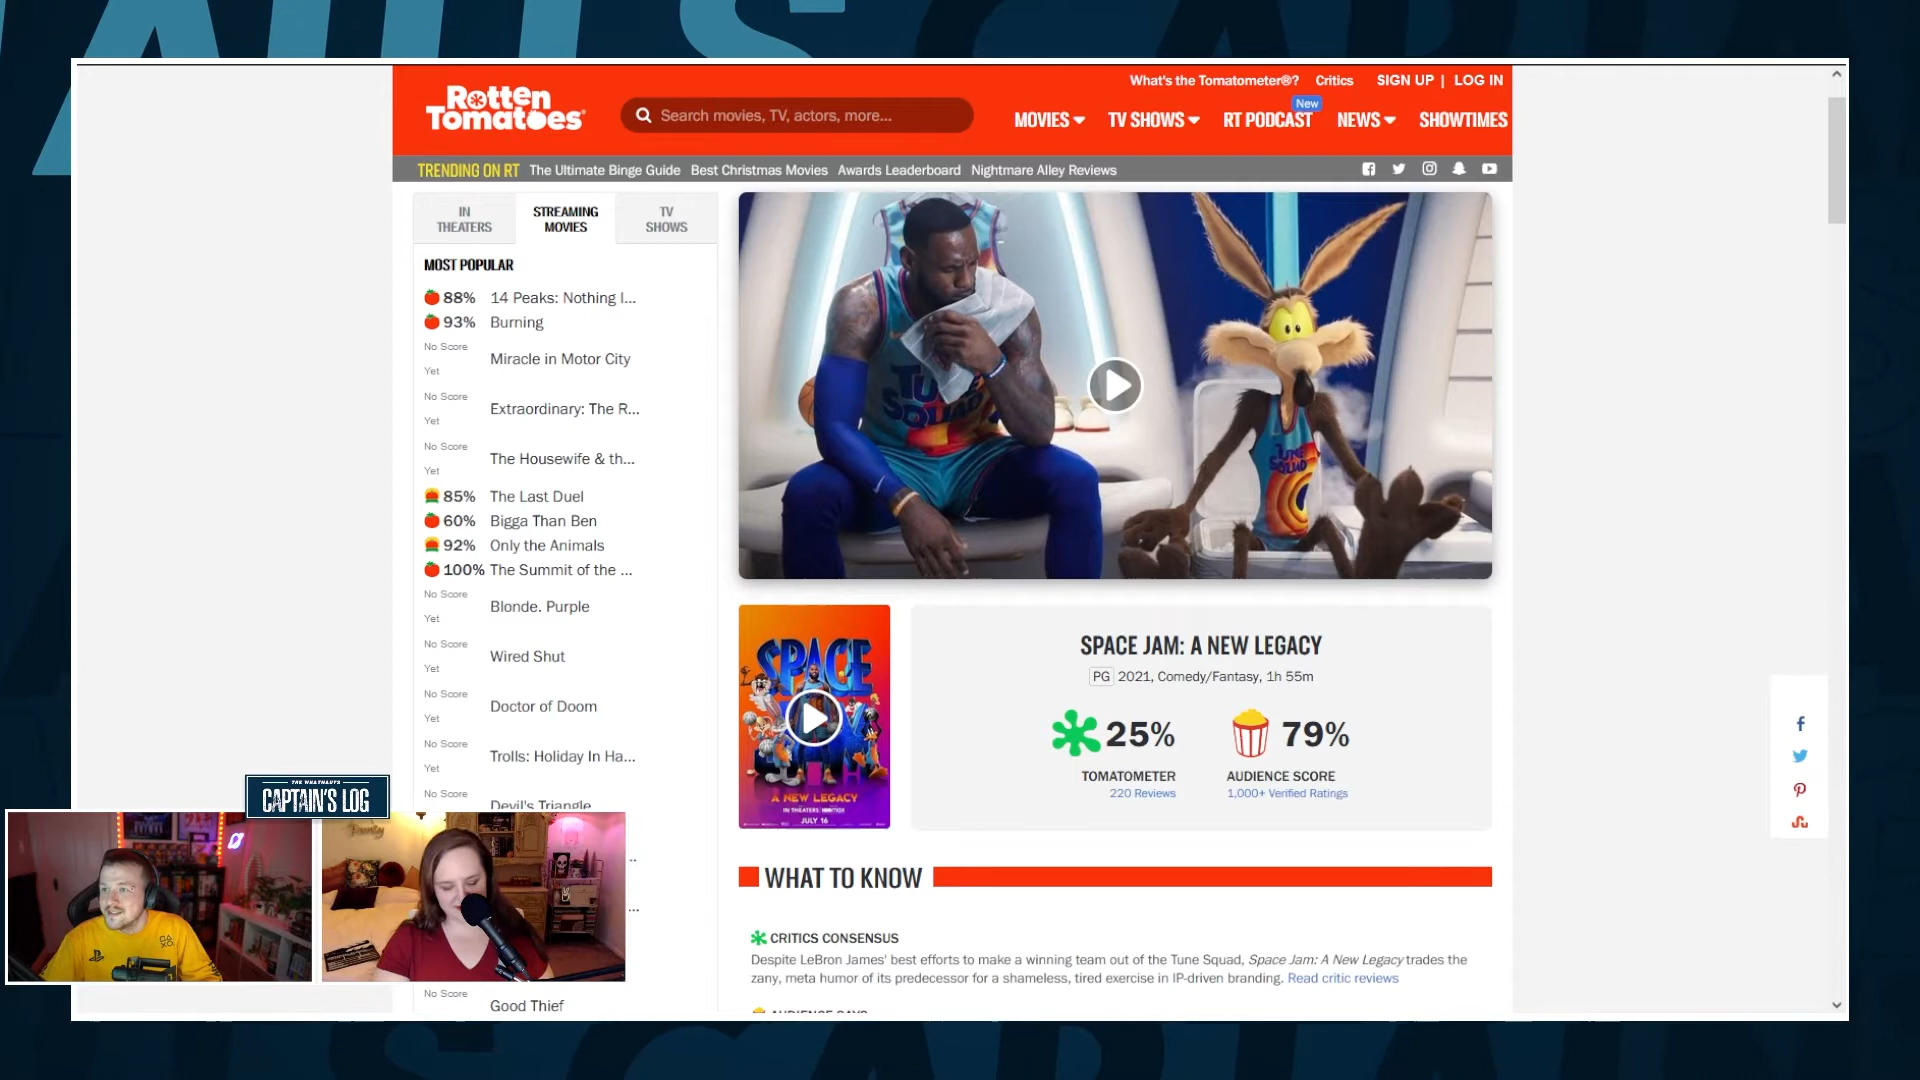 What's the Tomatometer®? Critics SIGN UP | LOG IN
Rotten
Tomatoes
Search movies, TV, actors, more...
New
MOVIES TV SHOWS RT PODCAST NEWS SHOWTIMES
TRENDING ON RT The Ultimate Binge Guide Best Christmas Movies Awards Leaderboard Nightmare Alley Reviews
IN
THEATERS
STREAMING
MOVIES
TV
SHOWS
MOST POPULAR
88% 14 Peaks: Nothing I...
93% Burning
No Score
Yet
Miracle in Motor City
No Score
Yet
Extraordinary: The R...
No Score
Yet
The Housewife & th...
85% The Last Duel
60% Bigga Than Ben
92% Only the Animals
100% The Summit of the ...
No Score
Yet
Blonde. Purple
No Score
Yet
Wired Shut
No Score
Yet
Doctor of Doom
No Score
Yet
Trolls: Holiday In Ha...
No Score
Devil's Triangle
No Score
Good Thief
TUNE
SQUAD
TUNE
SQUAD
SPACE
A NEW LEGACY
JULY 16
SPACE JAM: A NEW LEGACY
PG 2021, Comedy/Fantasy, 1h 55m
25% 79%
TOMATOMETER AUDIENCE SCORE
220 Reviews 1,000+ Verified Ratings
WHAT TO KNOW
CRITICS CONSENSUS
Despite LeBron James' best efforts to make a winning team out of the Tune Squad, Space Jam: A New Legacy trades the
zany, meta humor of its predecessor for a shameless, tired exercise in IP-driven branding. Read critic reviews
THE WHATNAUTS
CAPTAIN'S LOG